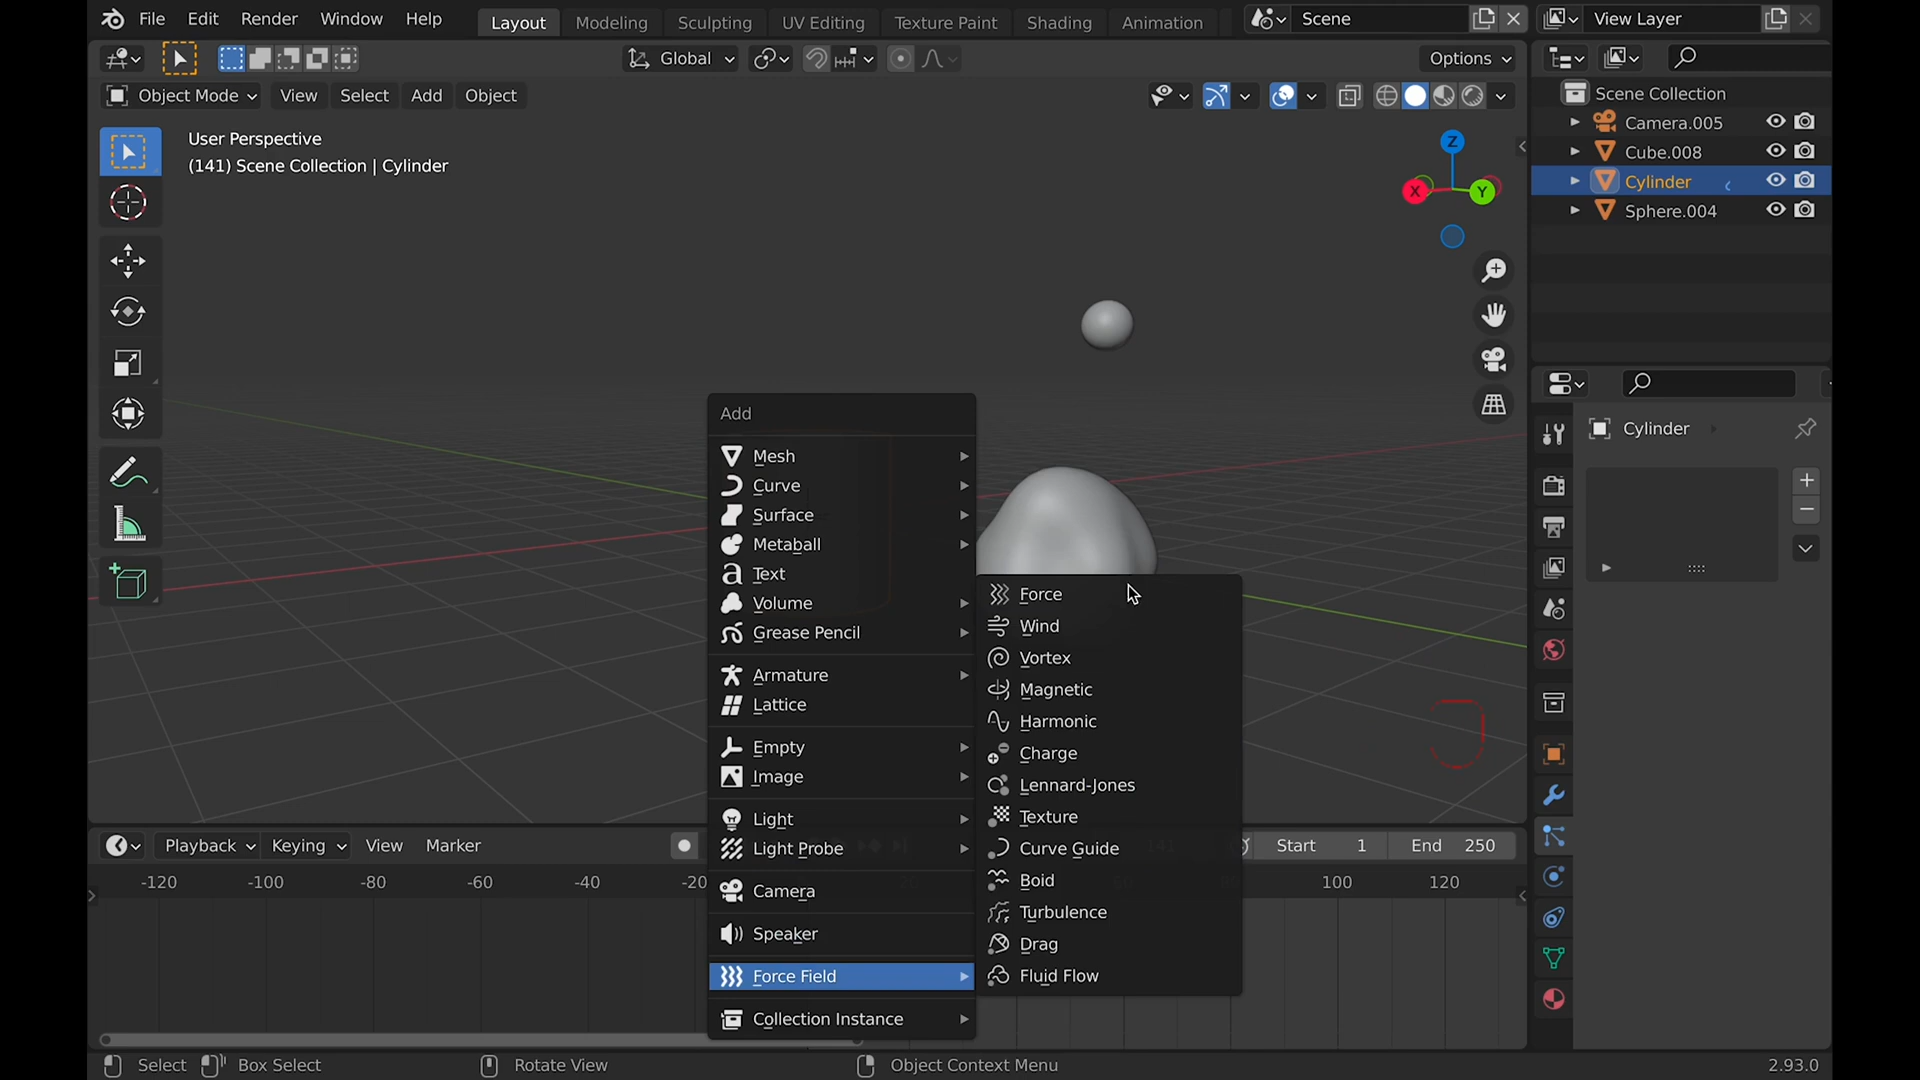 File Edit Render Window Help Layout Modeling Sculpting UV Editing Texture Paint Shading Animation Scene View Layer
Global Options
Object Mode View Select Add Object
User Perspective
(141) Scene Collection | Cylinder
Z
X
Y
Scene Collection
Camera.005
Cube.008
Cylinder
Sphere.004
Cylinder
Add
Mesh
Curve
Surface
Metaball
Text
Volume
Grease Pencil
Armature
Lattice
Empty
Image
Light
Light Probe
Camera
Speaker
Force Field
Collection Instance
Force
Wind
Vortex
Magnetic
Harmonic
Charge
Lennard-Jones
Texture
Curve Guide
Boid
Turbulence
Drag
Fluid Flow
Playback Keying View Marker Start 1 End 250
-120 -100 -80 -60 -40 -20 100 120
Select Box Select Rotate View Object Context Menu 2.93.0